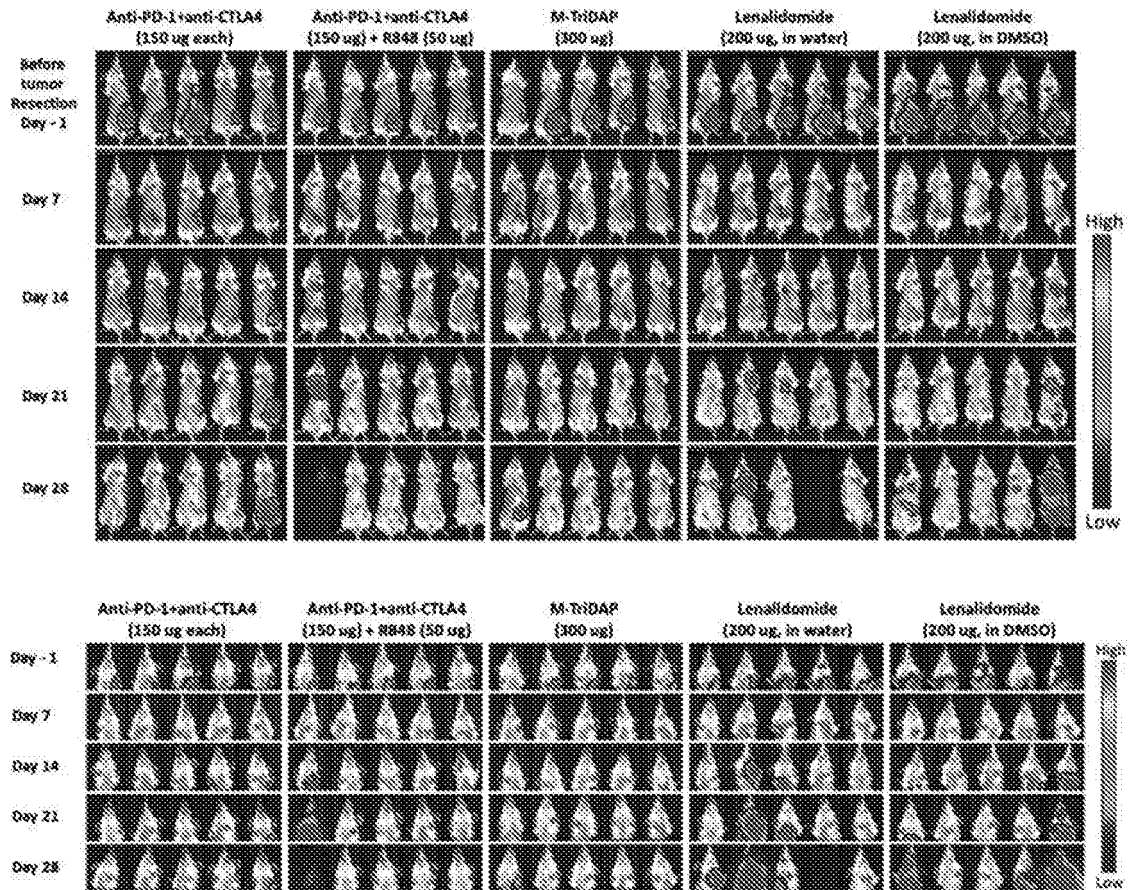 Anti-PD-1+anti-CTLA4 (150 ug each)
Anti-PD-1+anti-CTLA4 (150 ug) + R848 (50 ug)
M-TriDAP (300 ug)
Lenalidomide (200 ug, in water)
Lenalidomide (200 ug, in DMSO)
Before
tumor
Resection
Day - 1
Day 7
Day 14
Day 21
Day 28
High
Low
Anti-PD-1+anti-CTLA4 (150 ug each)
Anti-PD-1+anti-CTLA4 (150 ug) + R848 (50 ug)
M-TriDAP (300 ug)
Lenalidomide (200 ug, in water)
Lenalidomide (200 ug, in DMSO)
Day - 1
Day 7
Day 14
Day 21
Day 28
High
Low